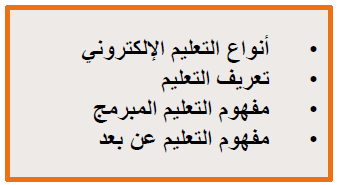 • أنواع التعليم الإلكتروني
• تعريف التعليم
• مفهوم التعليم المبرمج
• مفهوم التعليم عن بعد